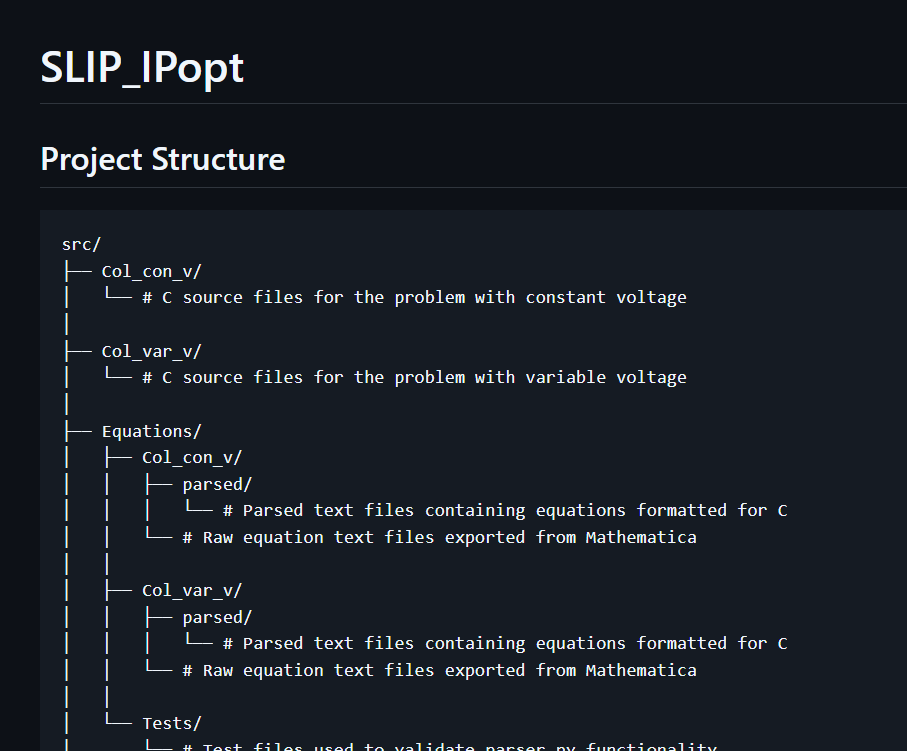 SLIP_IPopt
Project Structure
src/
├── Col_con_v/
│   └── # C source files for the problem with constant voltage
│
├── Col_var_v/
│   └── # C source files for the problem with variable voltage
│
├── Equations/
│   ├── Col_con_v/
│   │   ├── parsed/
│   │   │   └── # Parsed text files containing equations formatted for C
│   │   └── # Raw equation text files exported from Mathematica
│   │
│   ├── Col_var_v/
│   │   ├── parsed/
│   │   │   └── # Parsed text files containing equations formatted for C
│   │   └── # Raw equation text files exported from Mathematica
│   │
│   └── Tests/
│       └── # Test files used to validate parser.py functionality